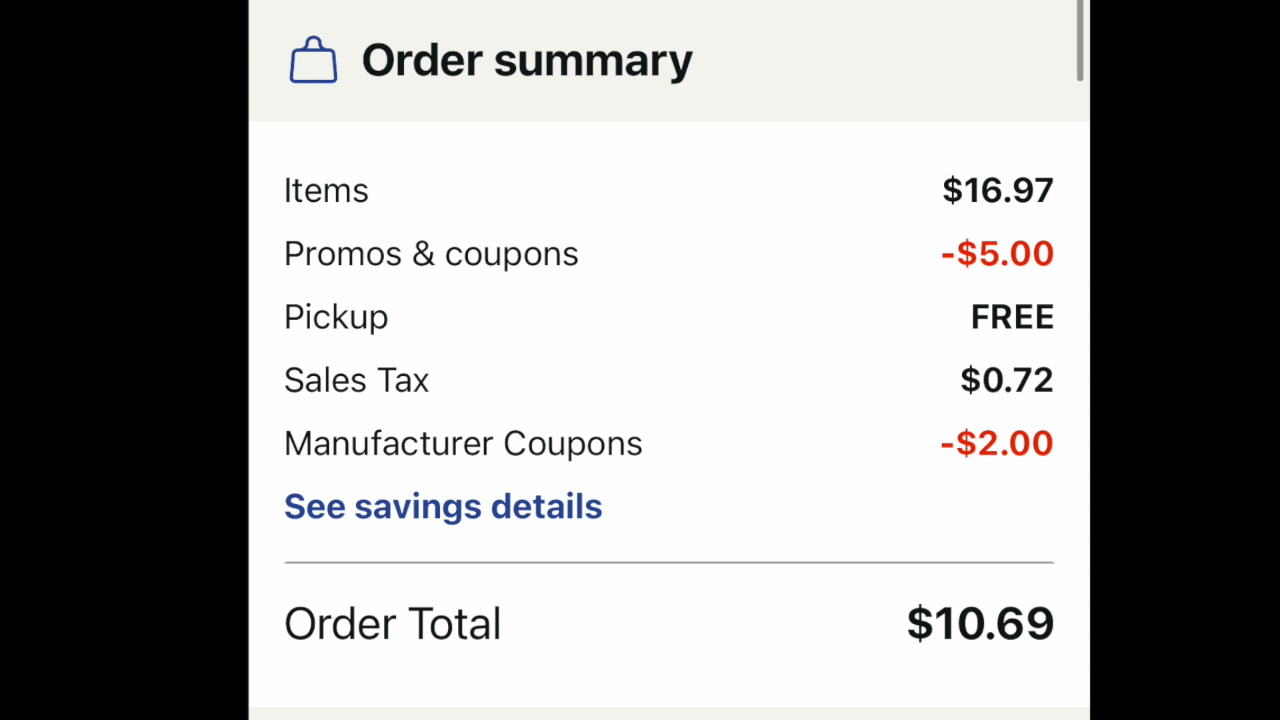 Order summary
Items $16.97
Promos & coupons -$5.00
Pickup FREE
Sales Tax $0.72
Manufacturer Coupons -$2.00
See savings details
Order Total $10.69